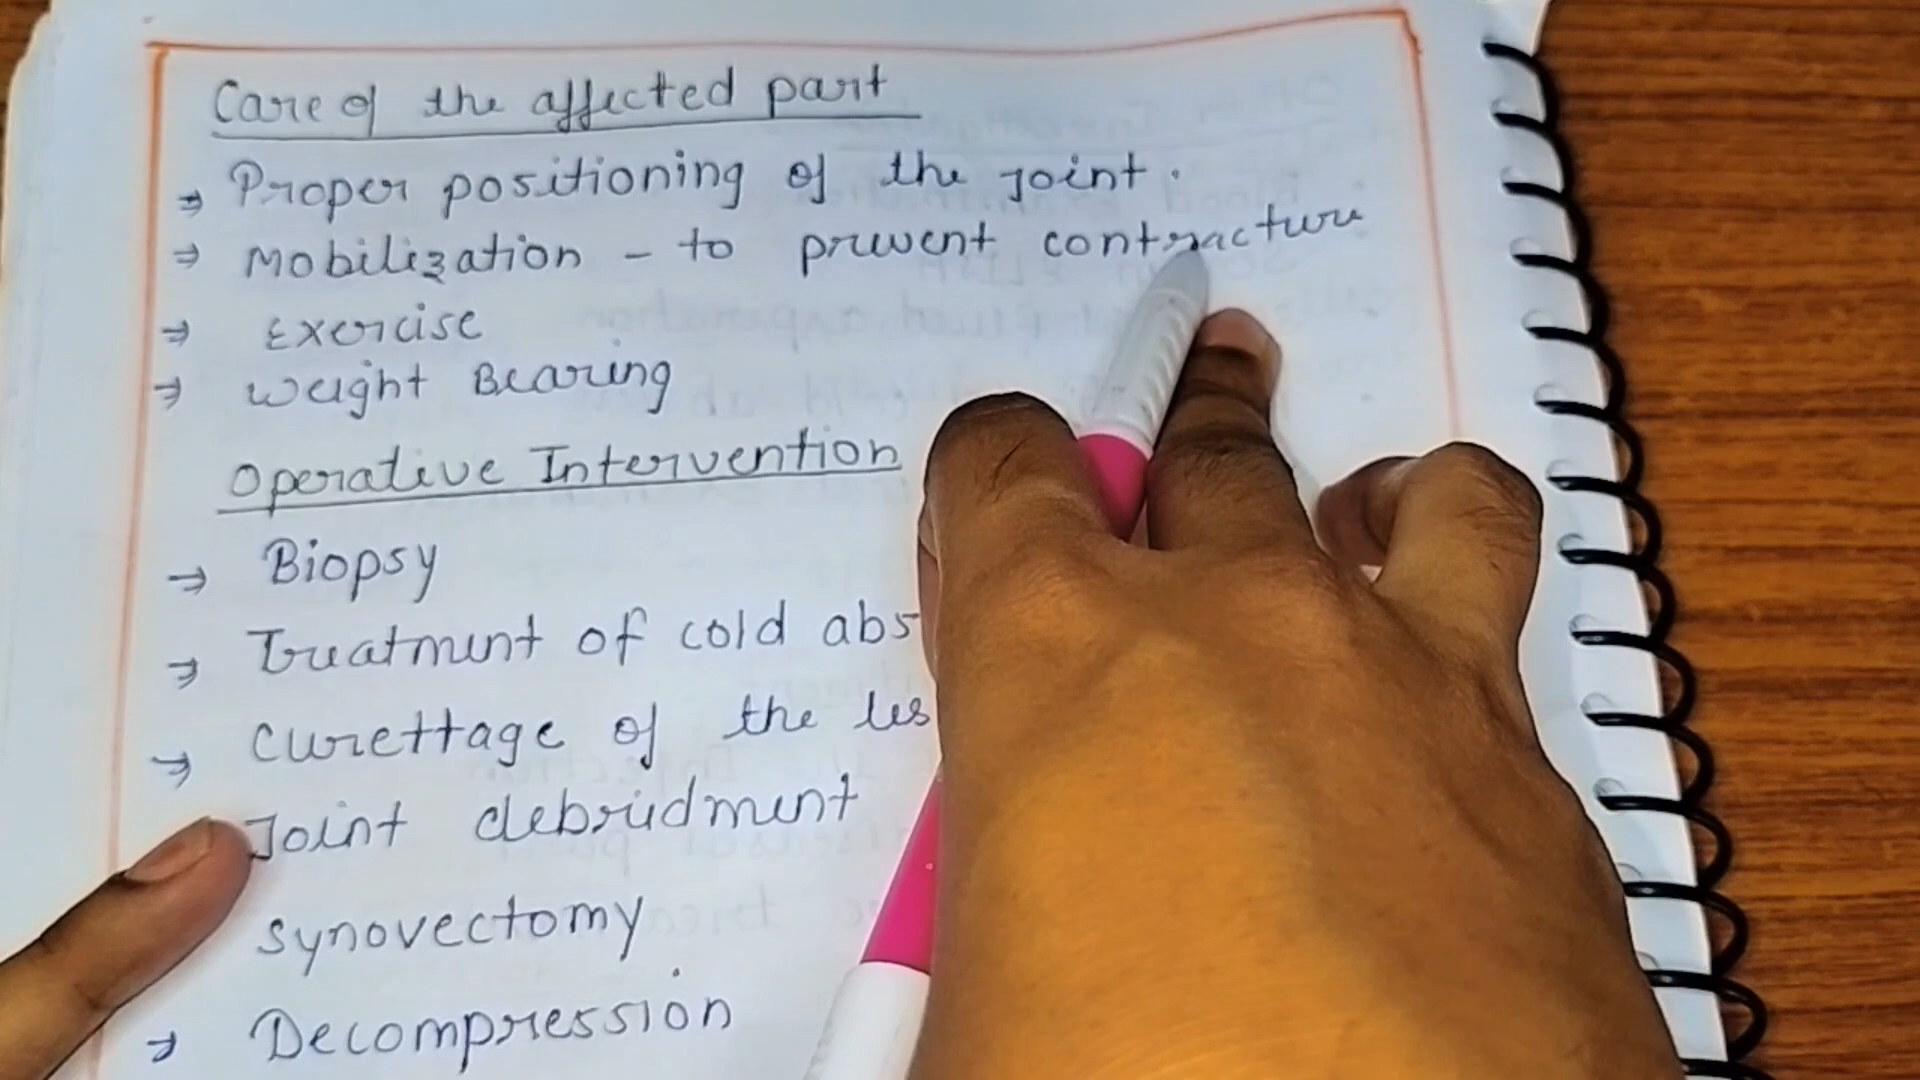 Care of the affected part
⇒ Proper positioning of the joint.
⇒ Mobilization - to prevent contracture
⇒ Exercise
⇒ Weight Bearing
Operative Intervention
⇒ Biopsy
⇒ Treatment of cold abs
⇒ Curettage of the les
Joint debridment
Synovectomy
⇒ Decompression